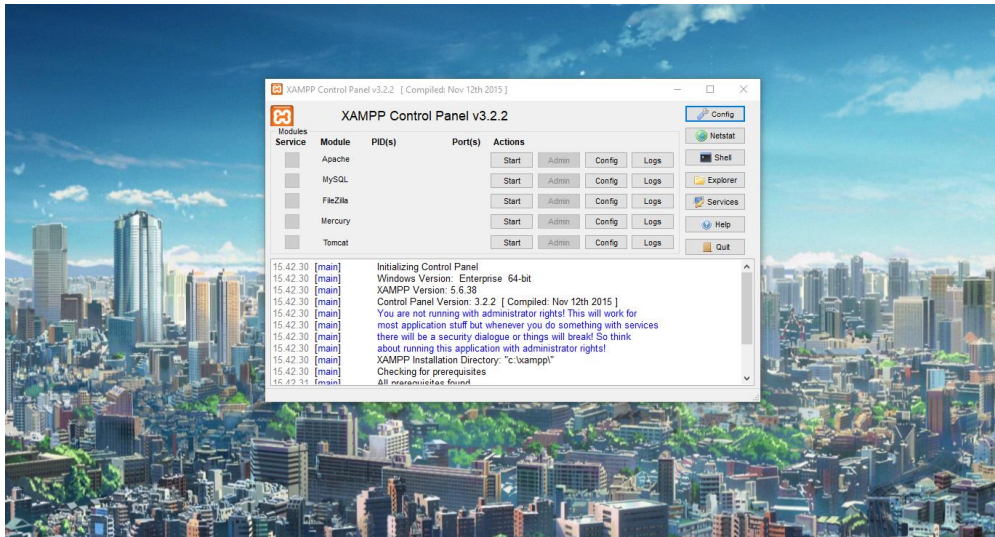 XAMPP Control Panel v3.2.2 [ Compiled: Nov 12th 2015 ]
XAMPP Control Panel v3.2.2
Config
Modules
Service Module PID(s) Port(s) Actions
Netstat
Apache Start Admin Config Logs
Shell
MySQL Start Admin Config Logs
Explorer
FileZilla Start Admin Config Logs
Services
Mercury Start Admin Config Logs
Help
Tomcat Start Admin Config Logs
Quit
15.42.30 [main] Initializing Control Panel
15.42.30 [main] Windows Version: Enterprise 64-bit
15.42.30 [main] XAMPP Version: 5.6.38
15.42.30 [main] Control Panel Version: 3.2.2 [ Compiled: Nov 12th 2015 ]
15.42.30 [main] You are not running with administrator rights! This will work for
15.42.30 [main] most application stuff but whenever you do something with services
15.42.30 [main] there will be a security dialogue or things will break! So think
15.42.30 [main] about running this application with administrator rights!
15.42.30 [main] XAMPP Installation Directory: "c:\xampp\"
15.42.30 [main] Checking for prerequisites
15.42.31 [main] All prerequisites found